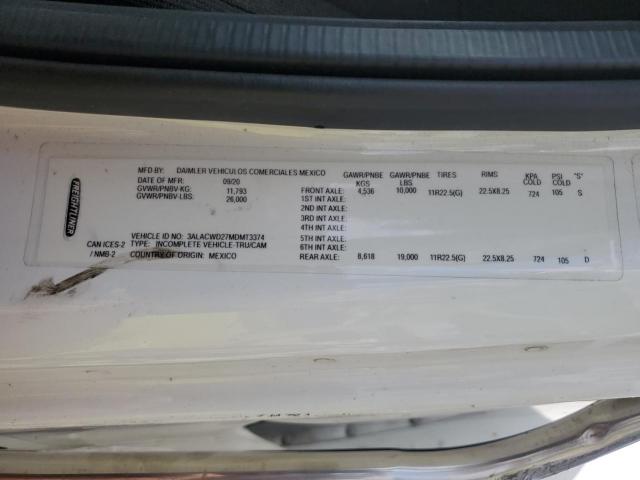 FREIGHTLINER
MFD BY: DAIMLER VEHICULOS COMERCIALES MEXICO
DATE OF MFR: 09/20
GVWR/PNBV-KG: 11,793
GVWR/PNBV-LBS: 26,000
VEHICLE ID NO: 3ALACWD27MDMT3374
CAN ICES-2 TYPE: INCOMPLETE VEHICLE-TRU/CAM
/ NMB-2 COUNTRY OF ORIGIN: MEXICO
GAWR/PNBE KGS GAWR/PNBE LBS TIRES RIMS KPA COLD PSI COLD "S"
FRONT AXLE: 4,536 10,000 11R22.5(G) 22.5X8.25 724 105 S
1ST INT AXLE:
2ND INT AXLE:
3RD INT AXLE:
4TH INT AXLE:
5TH INT AXLE:
6TH INT AXLE:
REAR AXLE: 8,618 19,000 11R22.5(G) 22.5X8.25 724 105 D